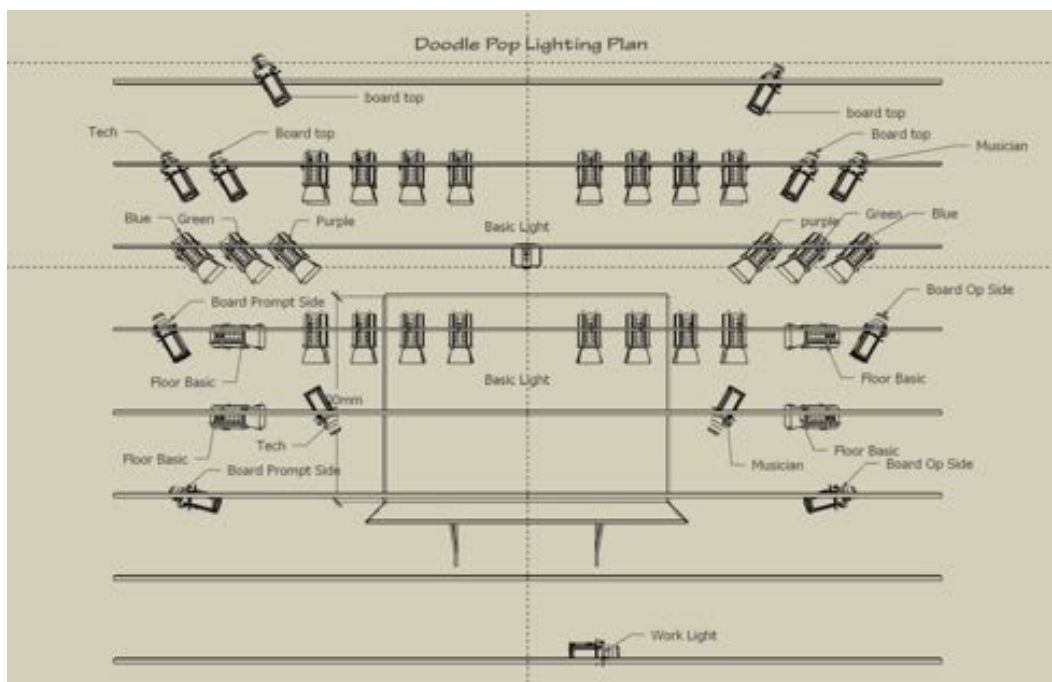 Doodle Pop Lighting Plan
board top
board top
Tech
Board top
Board top
Musician
Blue
Green
Purple
Basic Light
purple
Green
Blue
Board Prompt Side
Board Op Side
Floor Basic
Basic Light
Floor Basic
Floor Basic
Tech
Musician
Floor Basic
Board Prompt Side
Board Op Side
Work Light